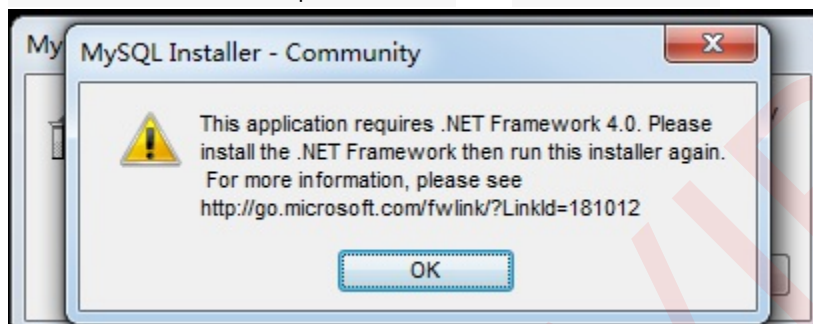 My
MySQL Installer - Community
This application requires .NET Framework 4.0. Please
install the .NET Framework then run this installer again.
For more information, please see
http://go.microsoft.com/fwlink/?LinkId=181012
OK